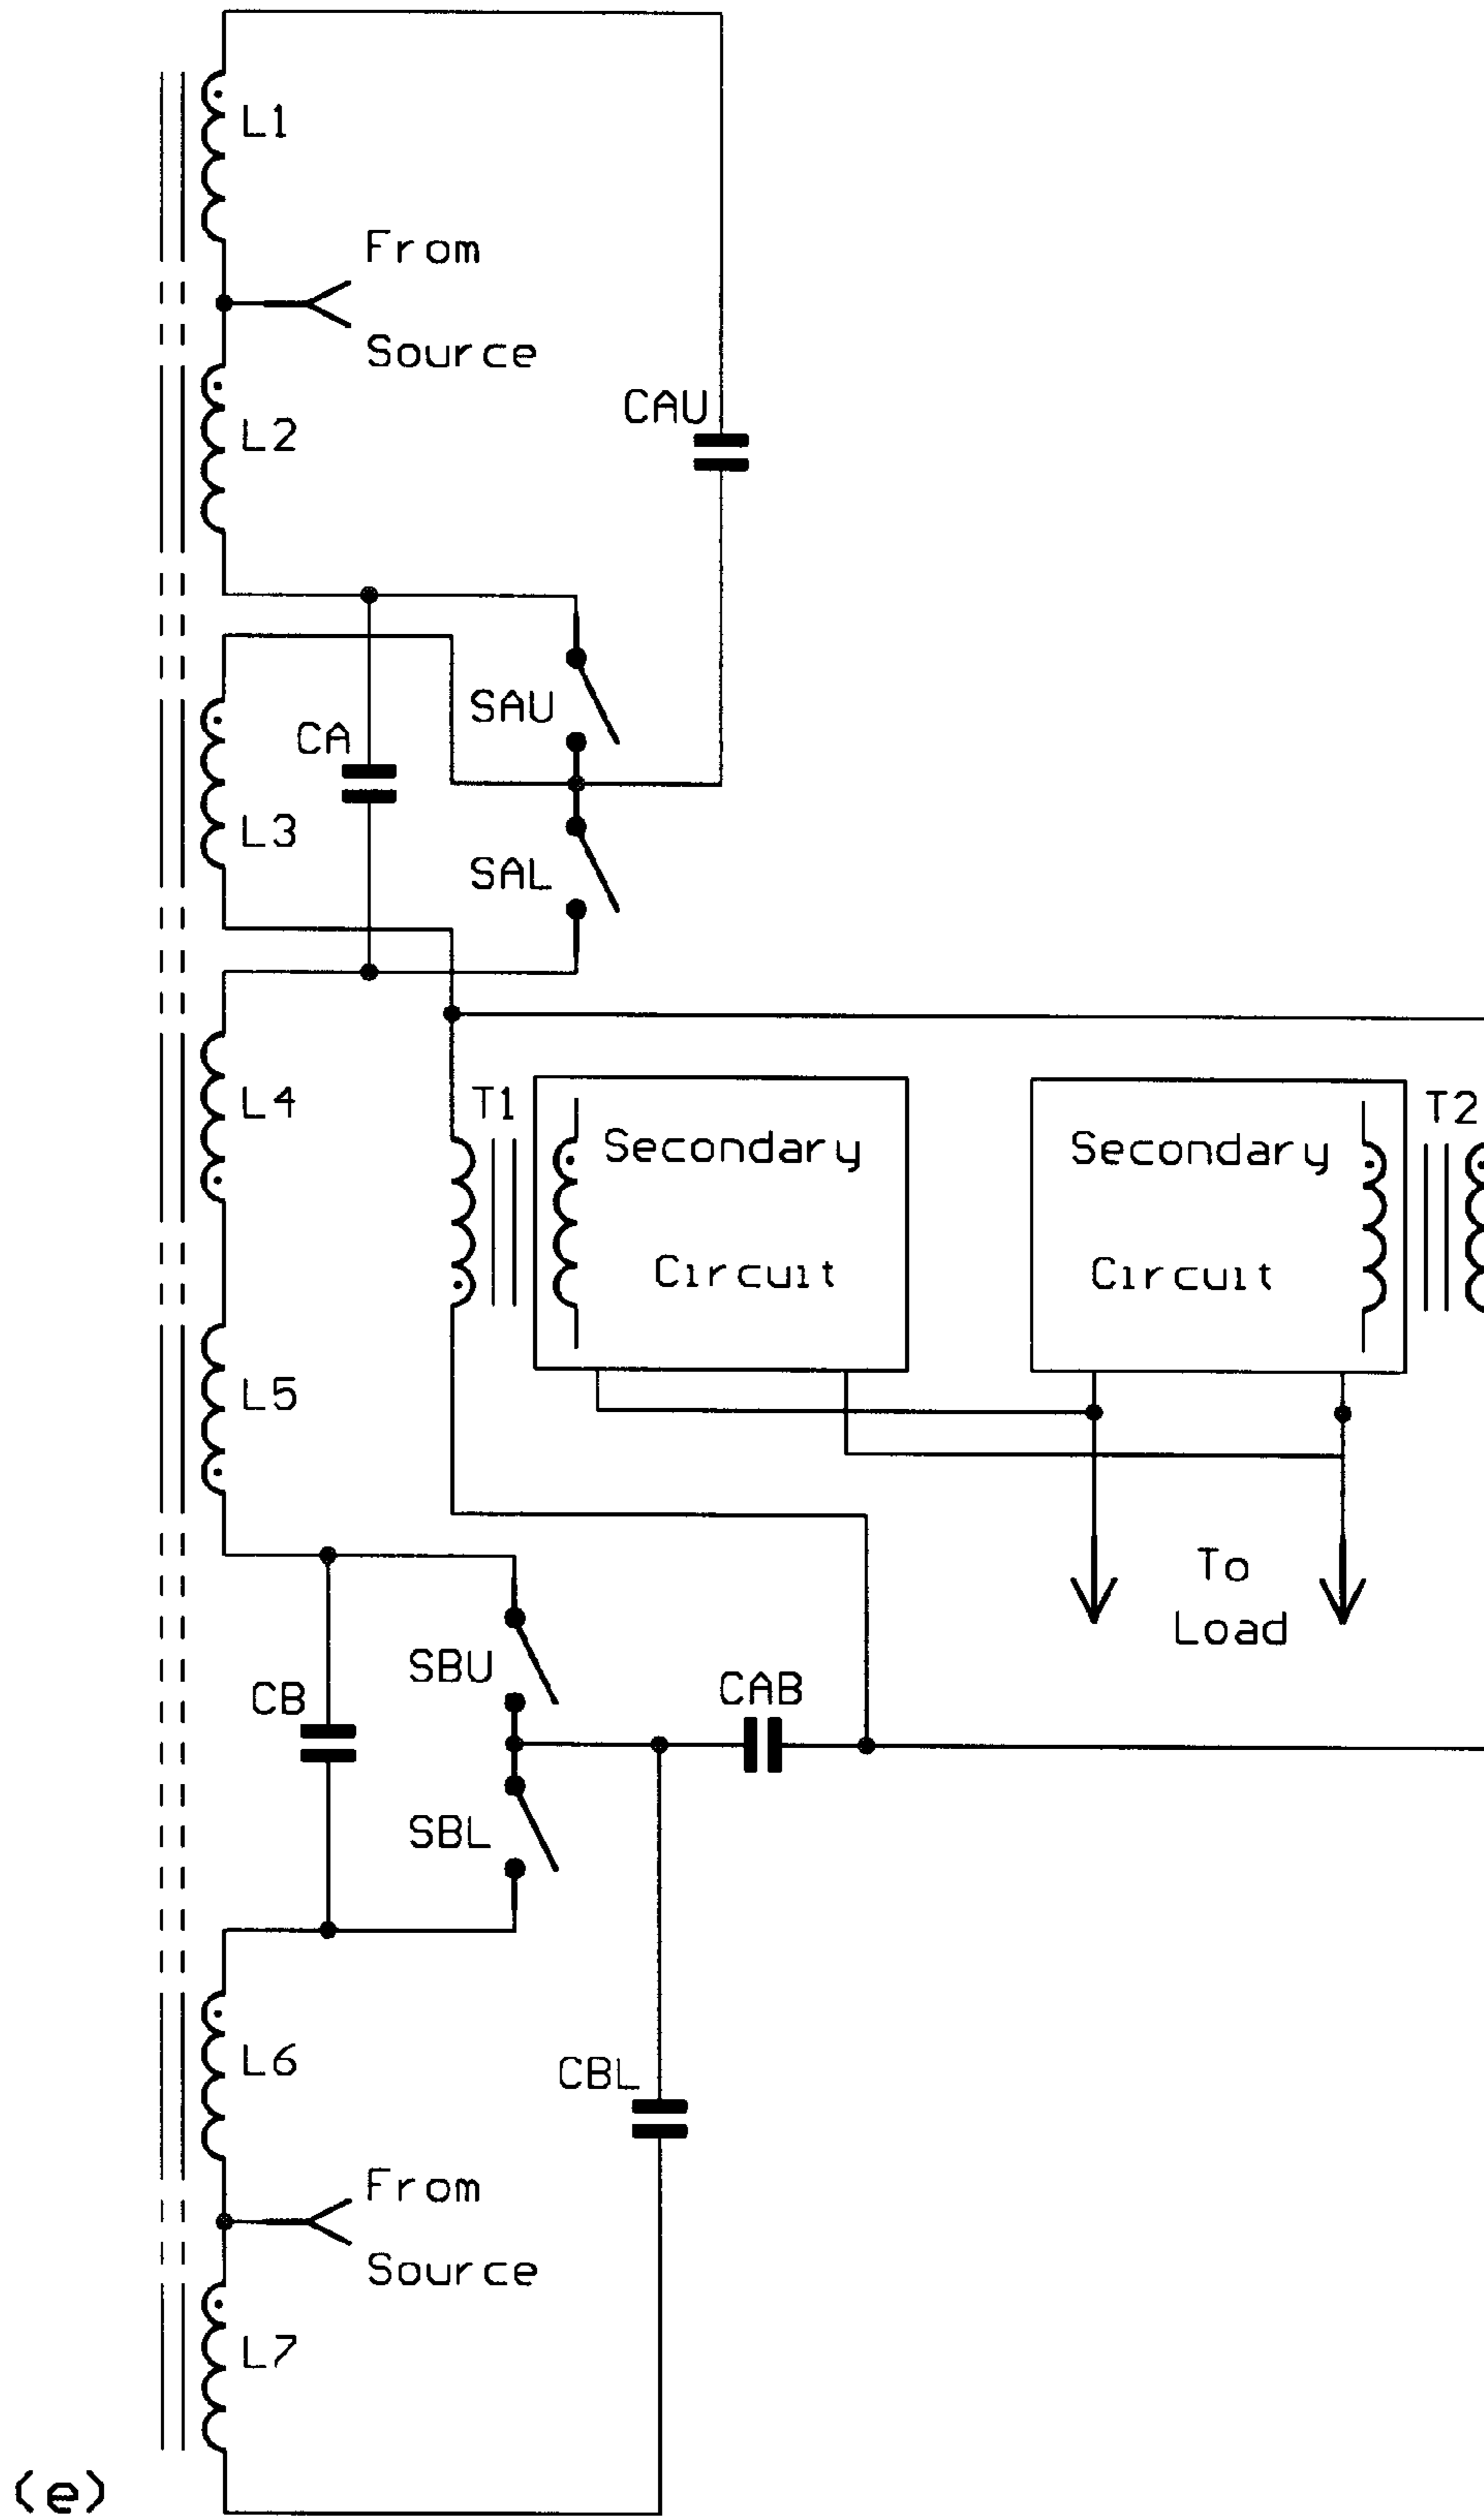 L1
From
Source
CAU
L2
SAU
CA
L3
SAL
L4
T1
T2
Secondary
Circuit
Secondary
Circuit
L5
To
Load
SBU
CAB
CB
SBL
L6
CBL
From
Source
L7
(e)